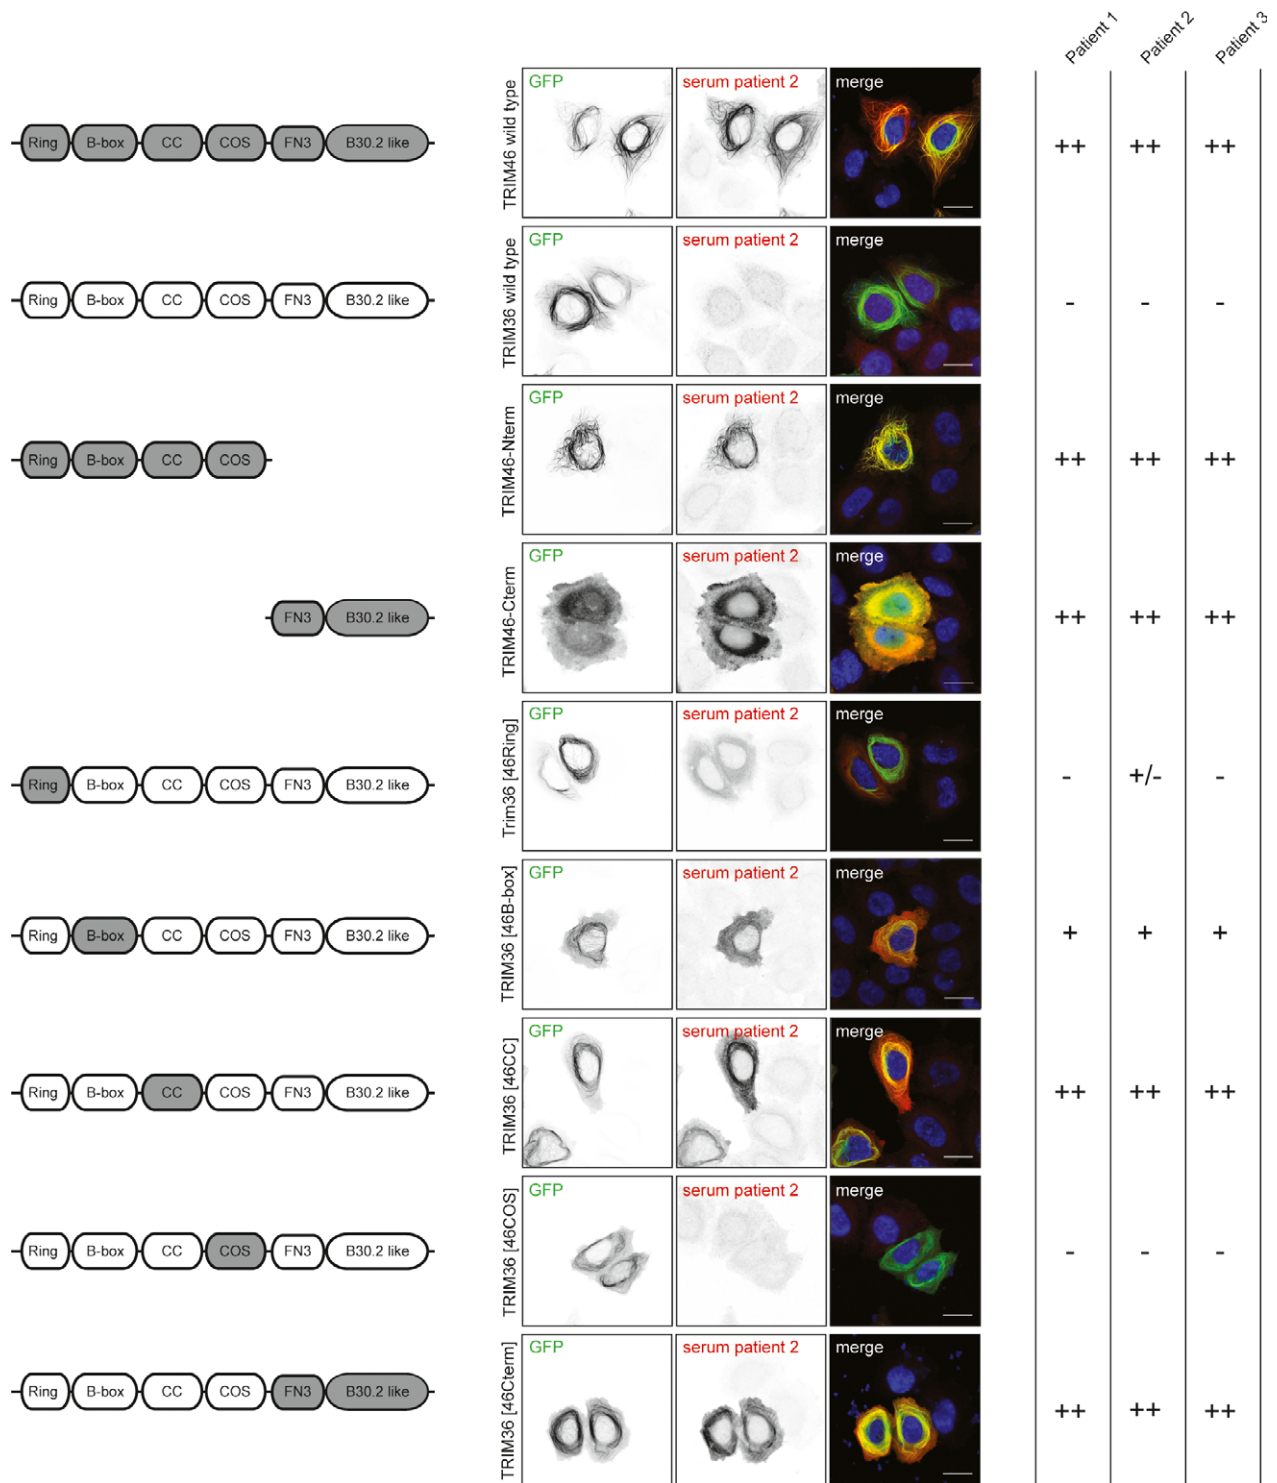 Patient 1 Patient 2 Patient 3
Ring B-box CC COS FN3 B30.2 like TRIM46 wild type GFP serum patient 2 merge ++ ++ ++
Ring B-box CC COS FN3 B30.2 like TRIM36 wild type GFP serum patient 2 merge - - -
Ring B-box CC COS TRIM46-Nterm GFP serum patient 2 merge ++ ++ ++
FN3 B30.2 like TRIM46-Cterm GFP serum patient 2 merge ++ ++ ++
Ring B-box CC COS FN3 B30.2 like Trim36 [46Ring] GFP serum patient 2 merge - +/- -
Ring B-box CC COS FN3 B30.2 like TRIM36 [46B-box] GFP serum patient 2 merge + + +
Ring B-box CC COS FN3 B30.2 like TRIM36 [46CC] GFP serum patient 2 merge ++ ++ ++
Ring B-box CC COS FN3 B30.2 like TRIM36 [46COS] GFP serum patient 2 merge - - -
Ring B-box CC COS FN3 B30.2 like TRIM36 [46Cterm] GFP serum patient 2 merge ++ ++ ++